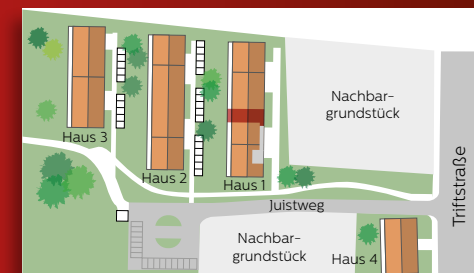 Nachbar-
grundstück
Haus 3
Haus 2
Haus 1
Triftstraße
Juistweg
Nachbar-
grundstück
Haus 4